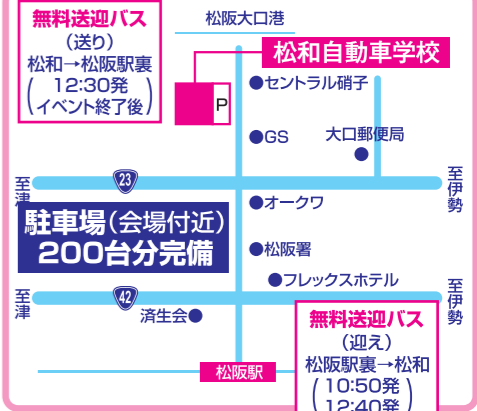 無料送迎バス
（送り）
松和→松阪駅裏
（12:30発
イベント終了後）
松阪大口港
松和自動車学校
P
●セントラル硝子
●GS
大口郵便局
●
至津
23
至伊勢
駐車場（会場付近）
200台分完備
●オークワ
●松阪署
●フレックスホテル
至津
42
至伊勢
済生会●
無料送迎バス
（迎え）
松阪駅裏→松和
（10:50発
12:40発）
松阪駅